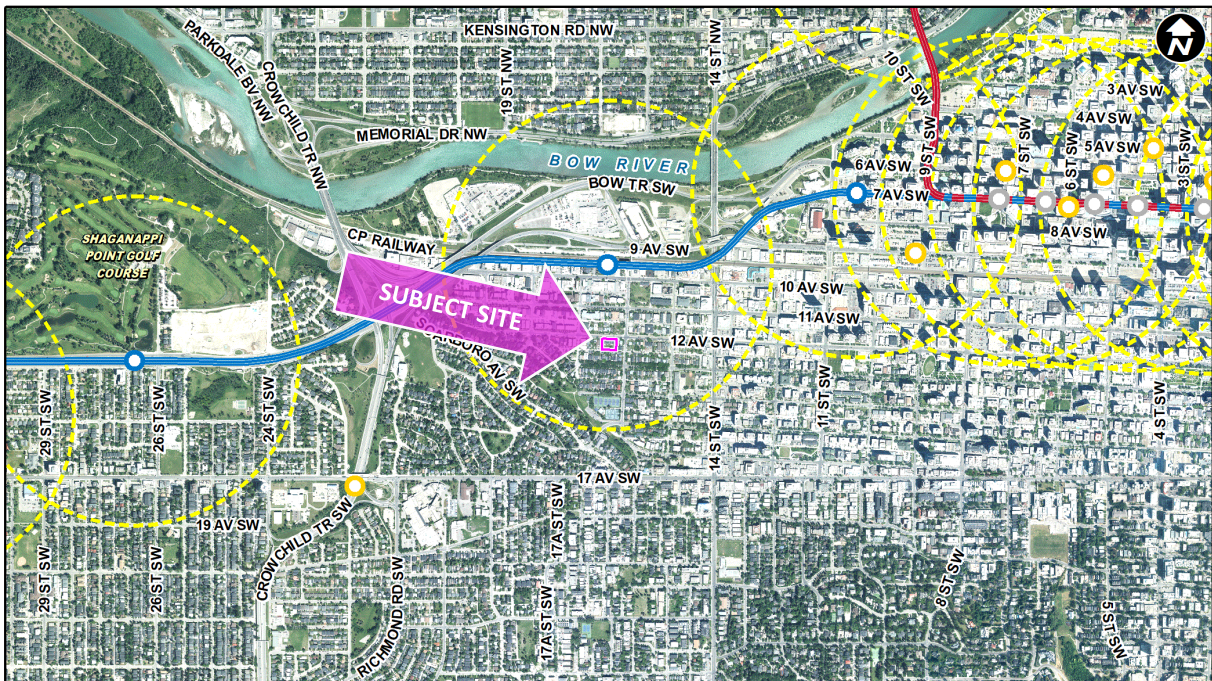 KENSINGTON RD NW
PARKDALE BV NW
CROWCHILD TR NW
19 ST NW
14 ST NW
10 ST SW
N
MEMORIAL DR NW
BOW RIVER
BOW TR SW
9 ST SW
7 ST SW
6 ST SW
3 ST SW
3 AV SW
4 AV SW
5 AV SW
6 AV SW
7 AV SW
8 AV SW
SHAGANAPPI
POINT GOLF
COURSE
CP RAILWAY
9 AV SW
10 AV SW
11 AV SW
12 AV SW
SUBJECT SITE
SCARBORO AV SW
29 ST SW
26 ST SW
24 ST SW
14 ST SW
11 ST SW
4 ST SW
17 AV SW
19 AV SW
CROWCHILD TR SW
17A ST SW
29 ST SW
26 ST SW
RICHMOND RD SW
17A ST SW
8 ST SW
5 ST SW